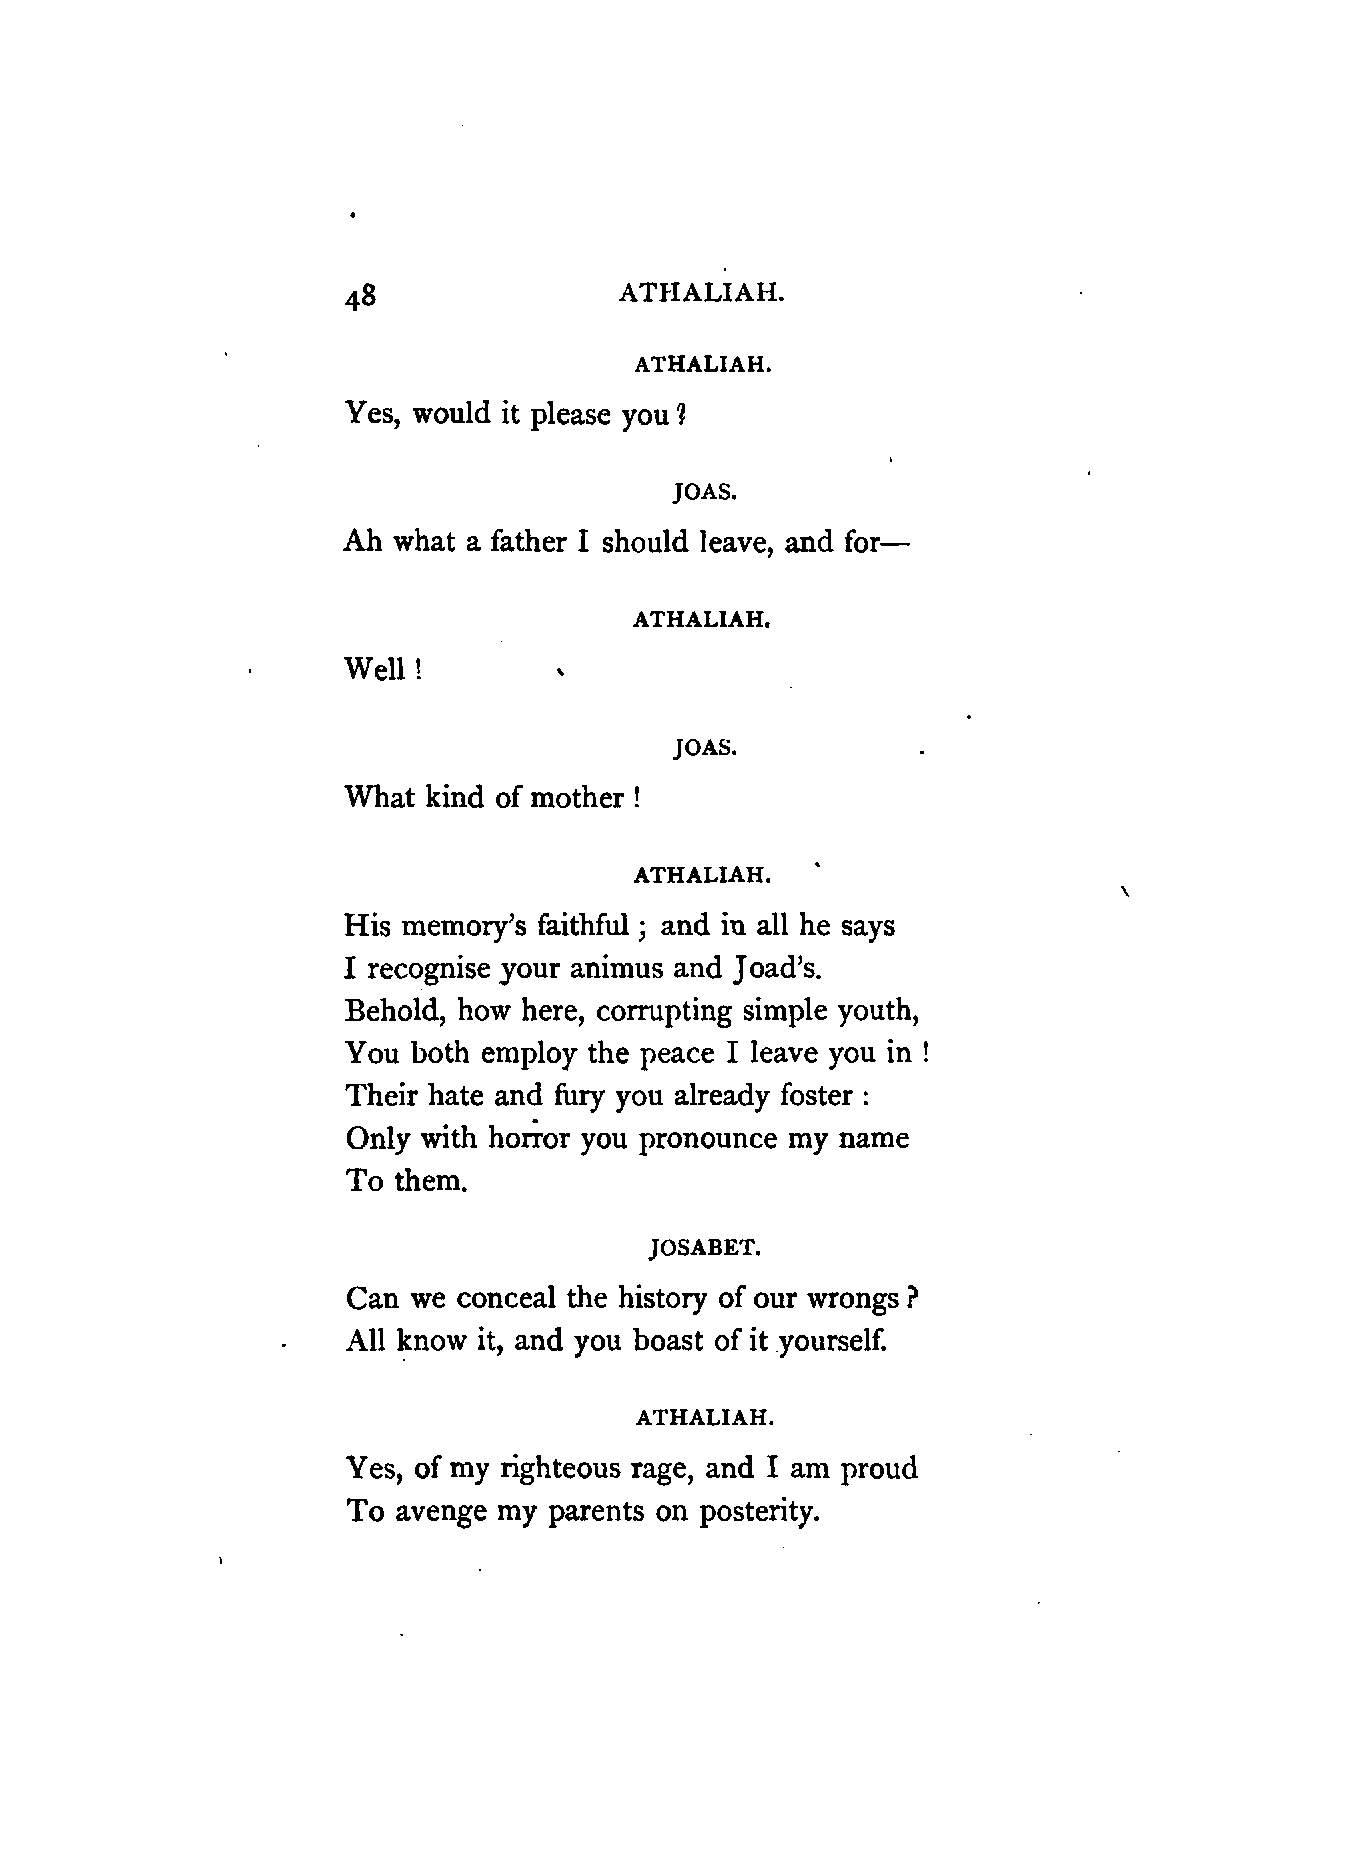 48 ATHALIAH.
ATHALIAH.
Yes, would it please you ?
JOAS.
Ah what a father I should leave, and for—
ATHALIAH.
Well !
JOAS.
What kind of mother !
ATHALIAH.
His memory's faithful ; and in all he says
I recognise your animus and Joad's.
Behold, how here, corrupting simple youth,
You both employ the peace I leave you in !
Their hate and fury you already foster :
Only with horror you pronounce my name
To them.
JOSABET.
Can we conceal the history of our wrongs ?
All know it, and you boast of it yourself.
ATHALIAH.
Yes, of my righteous rage, and I am proud
To avenge my parents on posterity.